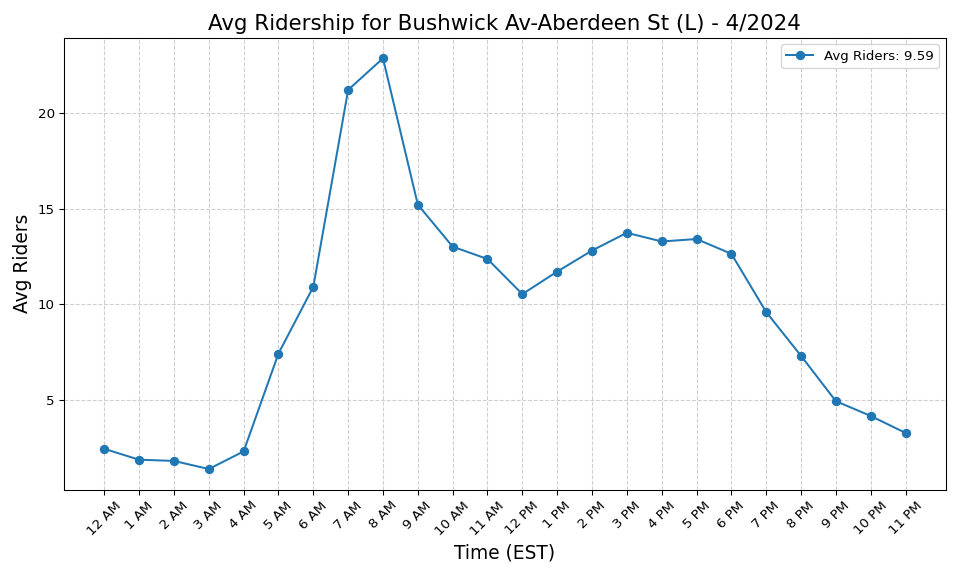 Avg Ridership for Bushwick Av-Aberdeen St (L) - 4/2024
Avg Riders: 9.59
Avg Riders
20
15
10
5
12 AM 1 AM 2 AM 3 AM 4 AM 5 AM 6 AM 7 AM 8 AM 9 AM 10 AM 11 AM 12 PM 1 PM 2 PM 3 PM 4 PM 5 PM 6 PM 7 PM 8 PM 9 PM 10 PM 11 PM
Time (EST)